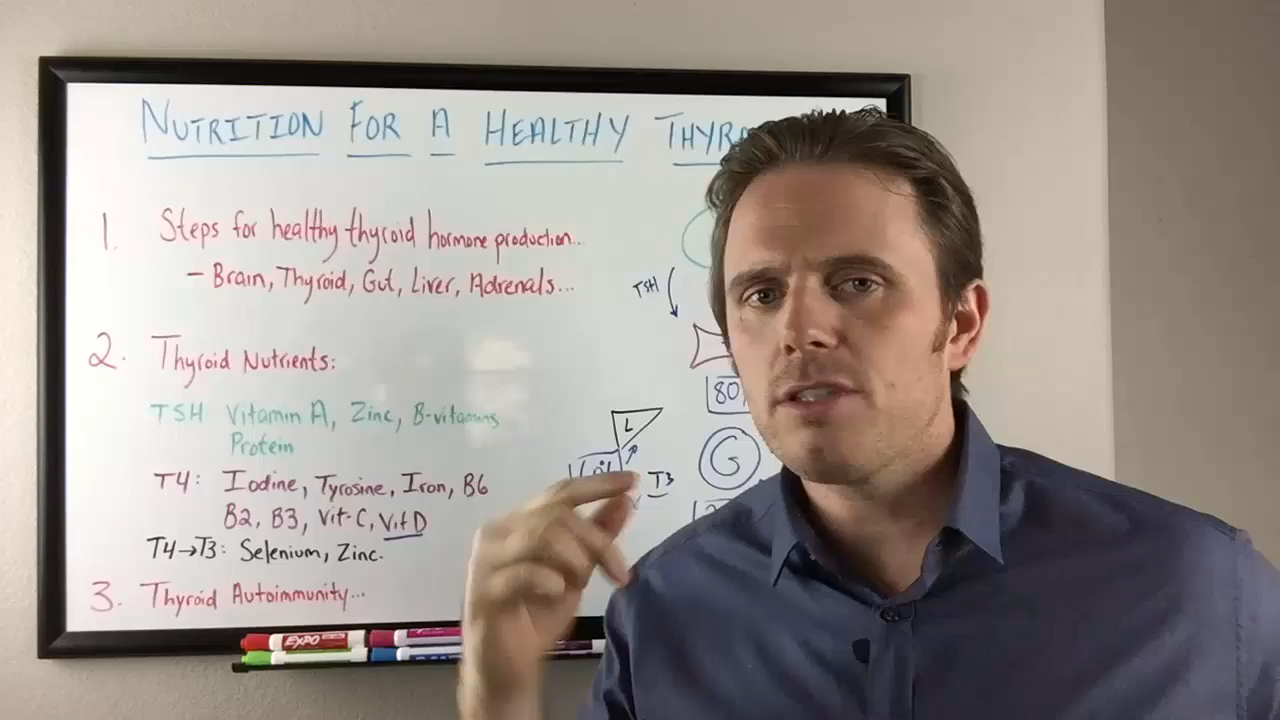 NUTRITION FOR A HEALTHY
1. Steps for healthy thyroid hormone production...
- Brain, Thyroid, Gut, Liver, Adrenals...
TSH
2. Thyroid Nutrients:
80
TSH Vitamin A, Zinc, B-vitamins
Protein
L
G
T3
T4: Iodine, Tyrosine, Iron, B6
B2, B3, Vit-C, Vit D
T4→T3: Selenium, Zinc.
3. Thyroid Autoimmunity...
EXPO